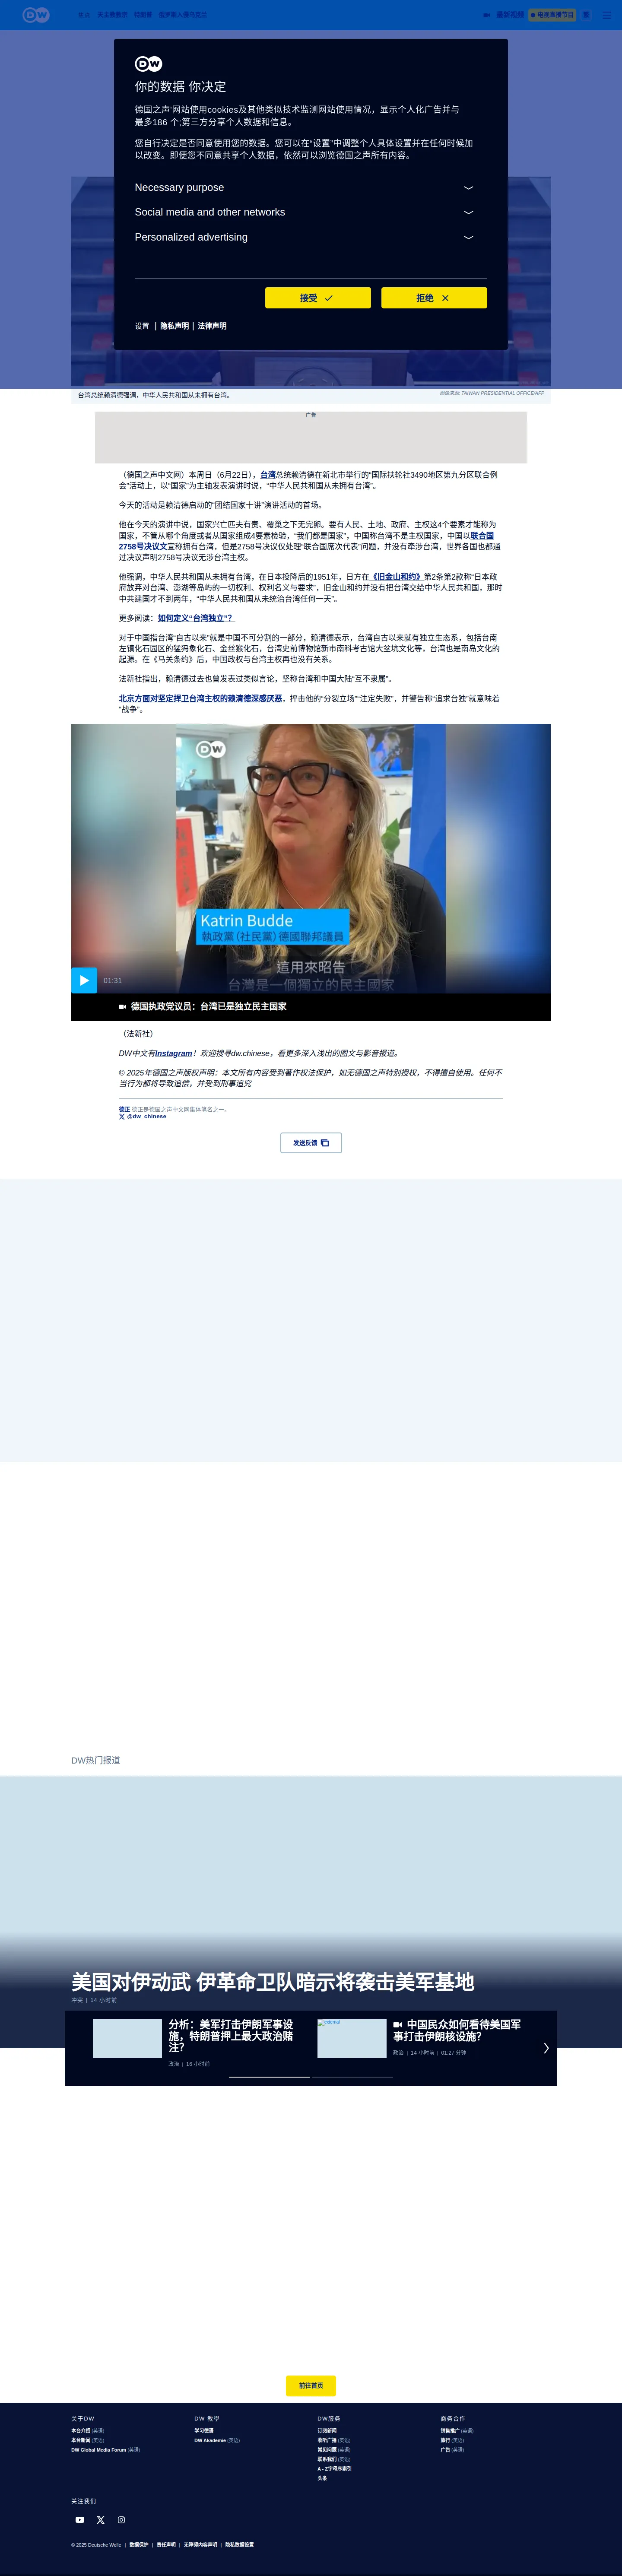 DW
焦点
最新视频
电视直播节目
DW
你的数据 你决定
德国之声'网站使用cookies及其他类似技术监测网站使用情况，显示个人化广告并与
最多186 个;第三方分享个人数据和信息。
您自行决定是否同意使用您的数据。您可以在“设置”中调整个人具体设置并在任何时候加
以改变。即便您不同意共享个人数据，依然可以浏览德国之声所有内容。
Necessary purpose
Social media and other networks
Personalized advertising
接受
拒绝
设置 | 隐私声明 | 法律声明
台湾总统赖清德强调，中华人民共和国从未拥有台湾。
图像来源: TAIWAN PRESIDENTIAL OFFICE/AFP
广告
（德国之声中文网）本周日（6月22日），台湾总统赖清德在新北市举行的“国际扶轮社3490地区第九分区联合例
会”活动上，以“国家”为主轴发表演讲时说，“中华人民共和国从未拥有台湾”。
今天的活动是赖清德启动的“团结国家十讲”演讲活动的首场。
他在今天的演讲中说，国家兴亡匹夫有责、覆巢之下无完卵。要有人民、土地、政府、主权这4个要素才能称为
国家，不管从哪个角度或者从国家组成4要素检验，“我们都是国家”，中国称台湾不是主权国家，中国以联合国
2758号决议文宣称拥有台湾，但是2758号决议仅处理“联合国席次代表”问题，并没有牵涉台湾，世界各国也都通
过决议声明2758号决议无涉台湾主权。
他强调，中华人民共和国从未拥有台湾，在日本投降后的1951年，日方在《旧金山和约》第2条第2款称“日本政
府放弃对台湾、澎湖等岛屿的一切权利、权利名义与要求”，旧金山和约并没有把台湾交给中华人民共和国，那时
中共建国才不到两年，“中华人民共和国从未统治台湾任何一天”。
更多阅读：如何定义“台湾独立”？
对于中国指台湾“自古以来”就是中国不可分割的一部分，赖清德表示，台湾自古以来就有独立生态系，包括台南
左镇化石园区的猛犸象化石、金丝猴化石，台湾史前博物馆新市南科考古馆大坌坑文化等，台湾也是南岛文化的
起源。在《马关条约》后，中国政权与台湾主权再也没有关系。
法新社指出，赖清德过去也曾发表过类似言论，坚称台湾和中国大陆“互不隶属”。
北京方面对坚定捍卫台湾主权的赖清德深感厌恶，抨击他的“分裂立场”“注定失败”，并警告称“追求台独”就意味着
“战争”。
DW
Katrin Budde
執政黨（社民黨）德國聯邦議員
這用來昭告
台灣是一個獨立的民主國家
01:31
德国执政党议员：台湾已是独立民主国家
（法新社）
DW中文有Instagram！欢迎搜寻dw.chinese，看更多深入浅出的图文与影音报道。
© 2025年德国之声版权声明：本文所有内容受到著作权法保护，如无德国之声特别授权，不得擅自使用。任何不
当行为都将导致追偿，并受到刑事追究
德正 德正是德国之声中文网集体笔名之一。
@dw_chinese
发送反馈
DW热门报道
美国对伊动武 伊革命卫队暗示将袭击美军基地
冲突 | 14 小时前
分析：美军打击伊朗军事设
施，特朗普押上最大政治赌
注？
政治 | 16 小时前
external
中国民众如何看待美国军
事打击伊朗核设施？
政治 | 14 小时前 | 01:27 分钟
前往首页
关于DW
本台介绍 (英语)
本台新闻 (英语)
DW Global Media Forum (英语)
DW 教學
学习德语
DW Akademie (英语)
DW服务
订阅新闻
收听广播 (英语)
常见问题 (英语)
联系我们 (英语)
A - Z字母序索引
头条
商务合作
销售推广 (英语)
旅行 (英语)
广告 (英语)
关注我们
© 2025 Deutsche Welle | 数据保护 | 责任声明 | 无障碍内容声明 | 隐私数据设置